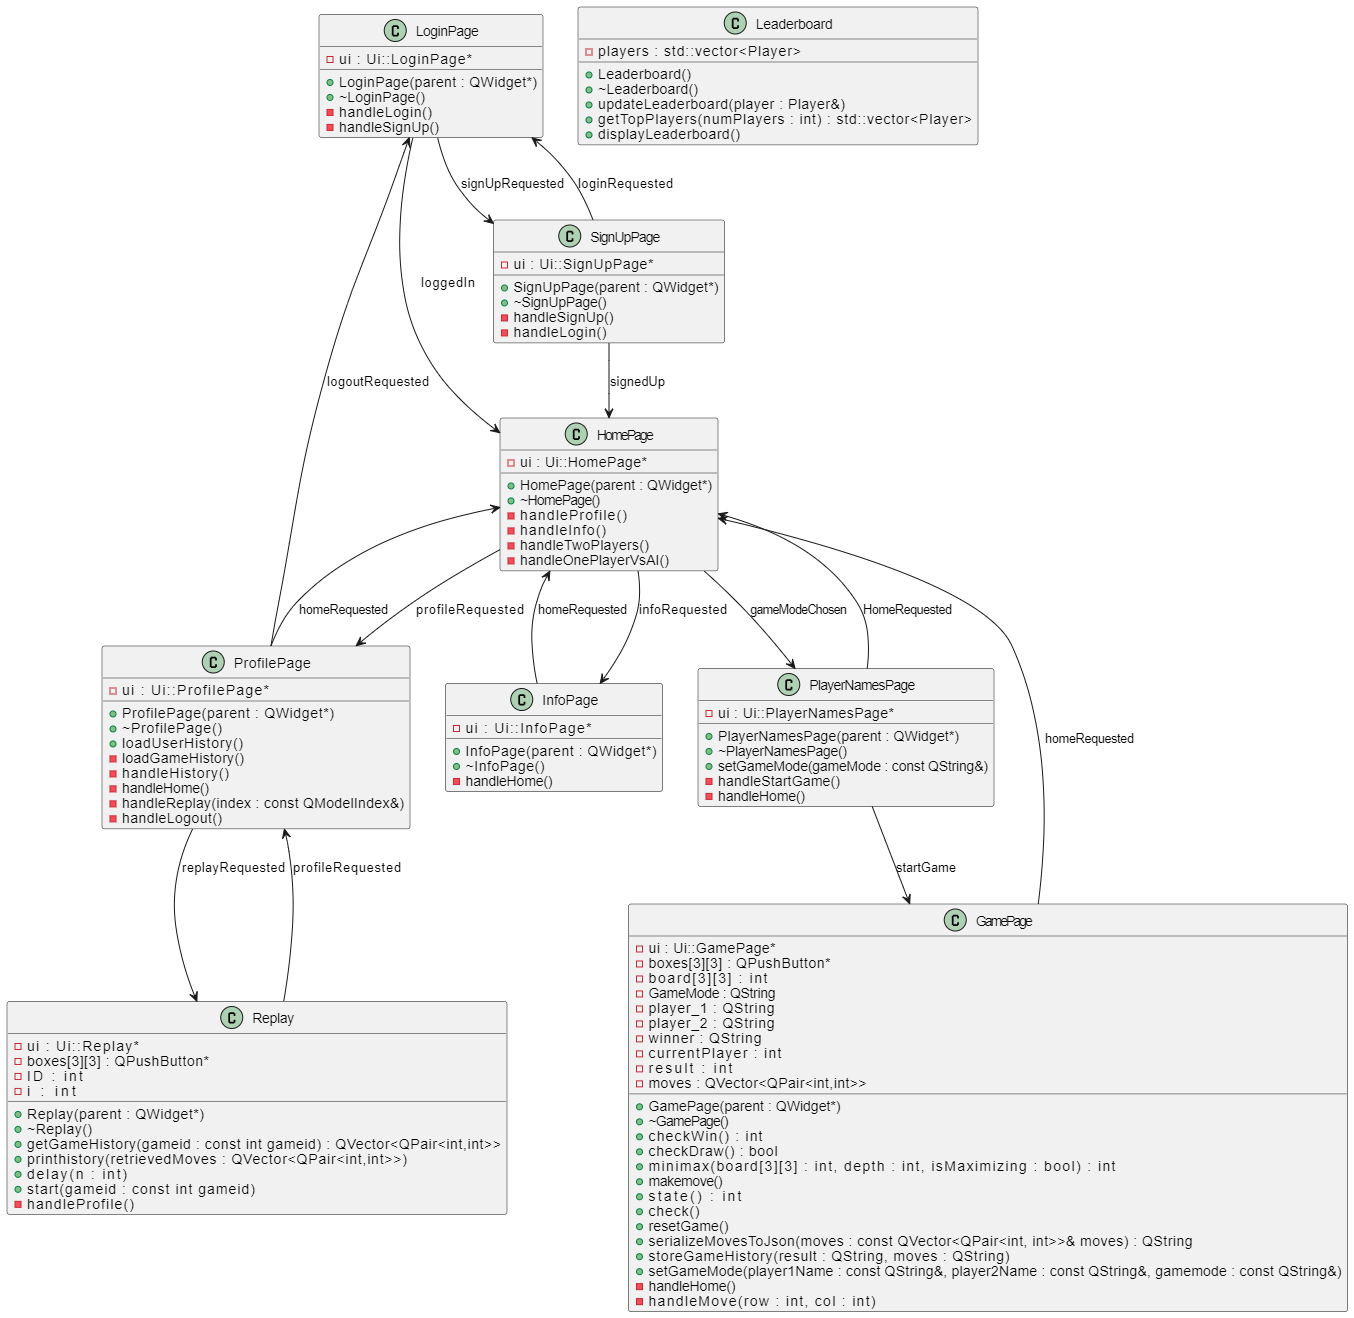 C LoginPage
ui : Ui::LoginPage*
LoginPage(parent : QWidget*)
~LoginPage()
handleLogin()
handleSignUp()
C Leaderboard
players : std::vector<Player>
Leaderboard()
~Leaderboard()
updateLeaderboard(player : Player&)
getTopPlayers(numPlayers : int) : std::vector<Player>
displayLeaderboard()
signUpRequested
loginRequested
C SignUpPage
ui : Ui::SignUpPage*
SignUpPage(parent : QWidget*)
~SignUpPage()
handleSignUp()
handleLogin()
loggedIn
logoutRequested
signedUp
C HomePage
ui : Ui::HomePage*
HomePage(parent : QWidget*)
~HomePage()
handleProfile()
handleInfo()
handleTwoPlayers()
handleOnePlayerVsAI()
homeRequested
profileRequested
homeRequested
infoRequested
gameModeChosen
HomeRequested
homeRequested
C ProfilePage
ui : Ui::ProfilePage*
ProfilePage(parent : QWidget*)
~ProfilePage()
loadUserHistory()
loadGameHistory()
handleHistory()
handleHome()
handleReplay(index : const QModelIndex&)
handleLogout()
C InfoPage
ui : Ui::InfoPage*
InfoPage(parent : QWidget*)
~InfoPage()
handleHome()
C PlayerNamesPage
ui : Ui::PlayerNamesPage*
PlayerNamesPage(parent : QWidget*)
~PlayerNamesPage()
setGameMode(gameMode : const QString&)
handleStartGame()
handleHome()
replayRequested
profileRequested
startGame
C Replay
ui : Ui::Replay*
boxes[3][3] : QPushButton*
ID : int
i : int
Replay(parent : QWidget*)
~Replay()
getGameHistory(gameid : const int gameid) : QVector<QPair<int,int>>
printhistory(retrievedMoves : QVector<QPair<int,int>>)
delay(n : int)
start(gameid : const int gameid)
handleProfile()
C GamePage
ui : Ui::GamePage*
boxes[3][3] : QPushButton*
board[3][3] : int
GameMode : QString
player_1 : QString
player_2 : QString
winner : QString
currentPlayer : int
result : int
moves : QVector<QPair<int,int>>
GamePage(parent : QWidget*)
~GamePage()
checkWin() : int
checkDraw() : bool
minimax(board[3][3] : int, depth : int, isMaximizing : bool) : int
makemove()
state() : int
check()
resetGame()
serializeMovesToJson(moves : const QVector<QPair<int, int>>& moves) : QString
storeGameHistory(result : QString, moves : QString)
setGameMode(player1Name : const QString&, player2Name : const QString&, gamemode : const QString&)
handleHome()
handleMove(row : int, col : int)